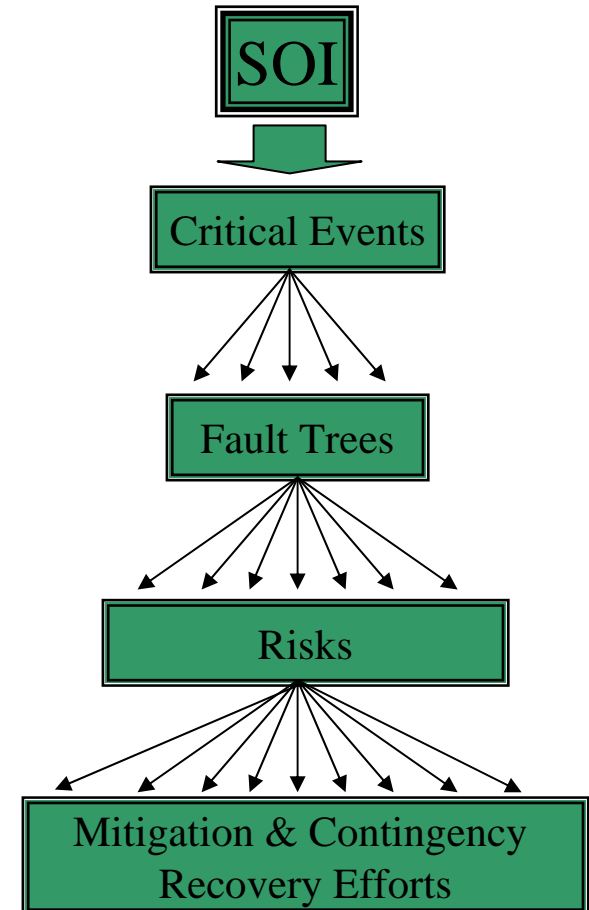 SOI
Critical Events
Fault Trees
Risks
Mitigation & Contingency
Recovery Efforts